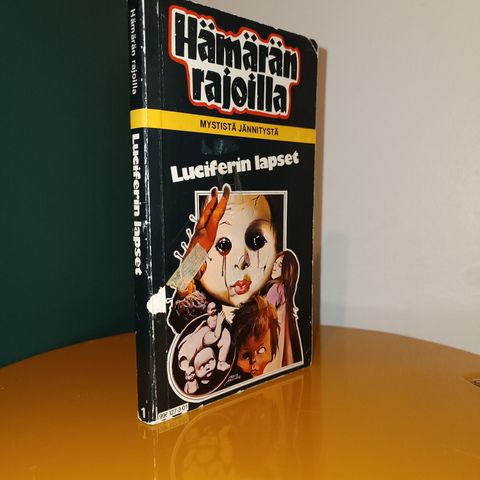 Hämärän rajoilla
Luciferin lapset
1
Hämärän
rajoilla
MYSTISTÄ JÄNNITYSTÄ
Luciferin lapset